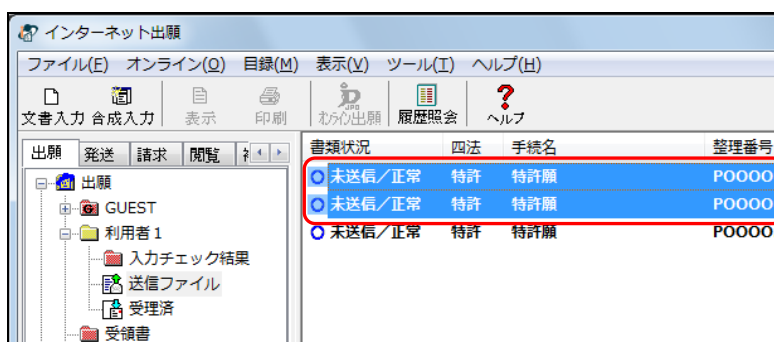 インターネット出願
ファイル(F) オンライン(O) 目録(M) 表示(V) ツール(T) ヘルプ(H)
文書入力 合成入力 表示 印刷 オンライン出願 履歴照会 ヘルプ
出願 発送 請求 閲覧
書類状況 四法 手続名 整理番号
出願
未送信/正常 特許 特許願 P0000
GUEST
未送信/正常 特許 特許願 P0000
利用者1
未送信/正常 特許 特許願 P0000
入力チェック結果
送信ファイル
受理済
受領書